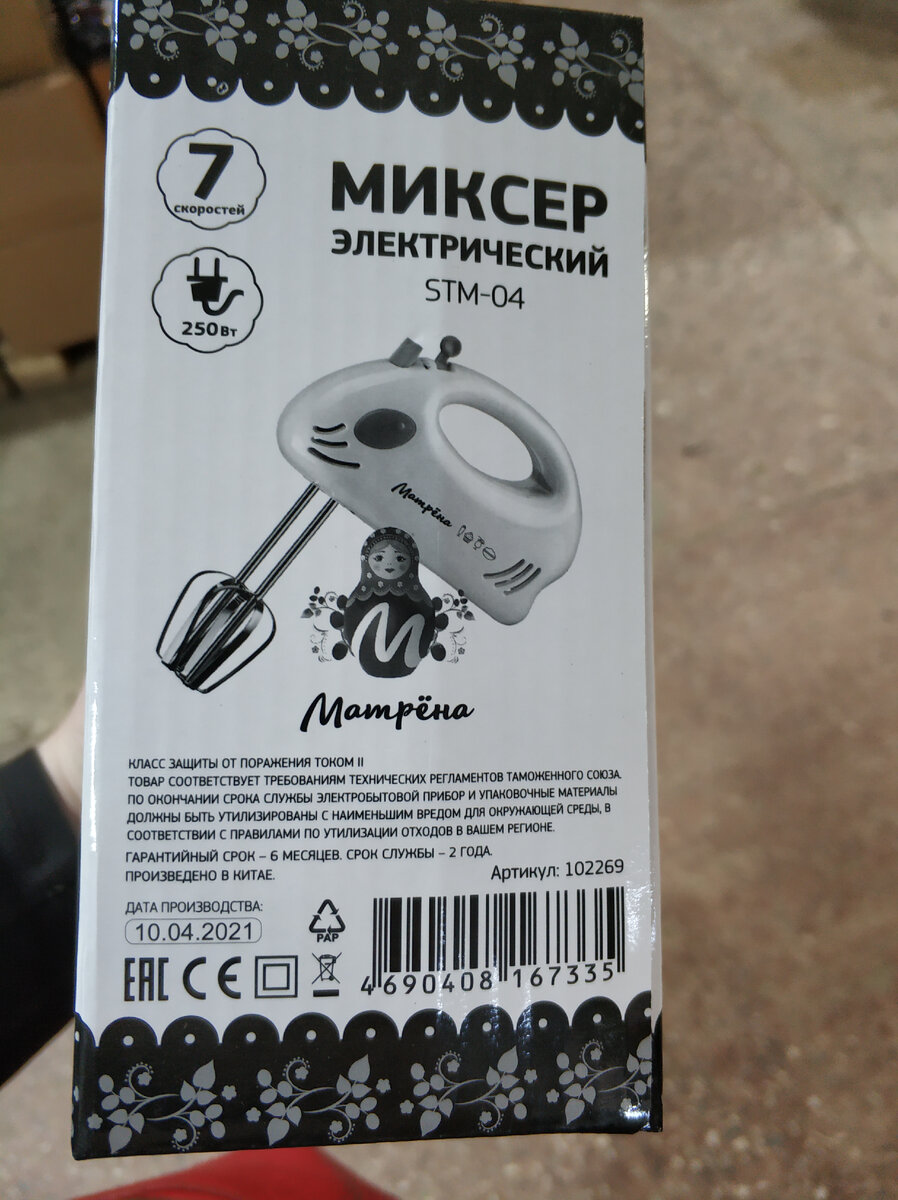 7
скоростей
250 Вт
МИКСЕР
ЭЛЕКТРИЧЕСКИЙ
STM-04
Матрёна
М
Матрёна
КЛАСС ЗАЩИТЫ ОТ ПОРАЖЕНИЯ ТОКОМ II
ТОВАР СООТВЕТСТВУЕТ ТРЕБОВАНИЯМ ТЕХНИЧЕСКИХ РЕГЛАМЕНТОВ ТАМОЖЕННОГО СОЮЗА.
ПО ОКОНЧАНИИ СРОКА СЛУЖБЫ ЭЛЕКТРОБЫТОВОЙ ПРИБОР И УПАКОВОЧНЫЕ МАТЕРИАЛЫ
ДОЛЖНЫ БЫТЬ УТИЛИЗИРОВАНЫ С НАИМЕНЬШИМ ВРЕДОМ ДЛЯ ОКРУЖАЮЩЕЙ СРЕДЫ, В
СООТВЕТСТВИИ С ПРАВИЛАМИ ПО УТИЛИЗАЦИИ ОТХОДОВ В ВАШЕМ РЕГИОНЕ.
ГАРАНТИЙНЫЙ СРОК – 6 МЕСЯЦЕВ. СРОК СЛУЖБЫ – 2 ГОДА.
ПРОИЗВЕДЕНО В КИТАЕ.
Артикул: 102269
ДАТА ПРОИЗВОДСТВА:
10.04.2021
PAP
EAC CE
4 690408 167335